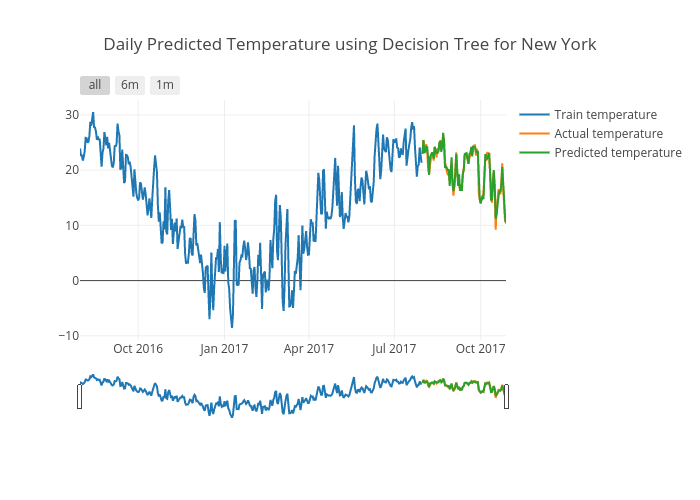 Daily Predicted Temperature using Decision Tree for New York
all 6m 1m
Train temperature
Actual temperature
Predicted temperature
30
20
10
0
−10
Oct 2016 Jan 2017 Apr 2017 Jul 2017 Oct 2017